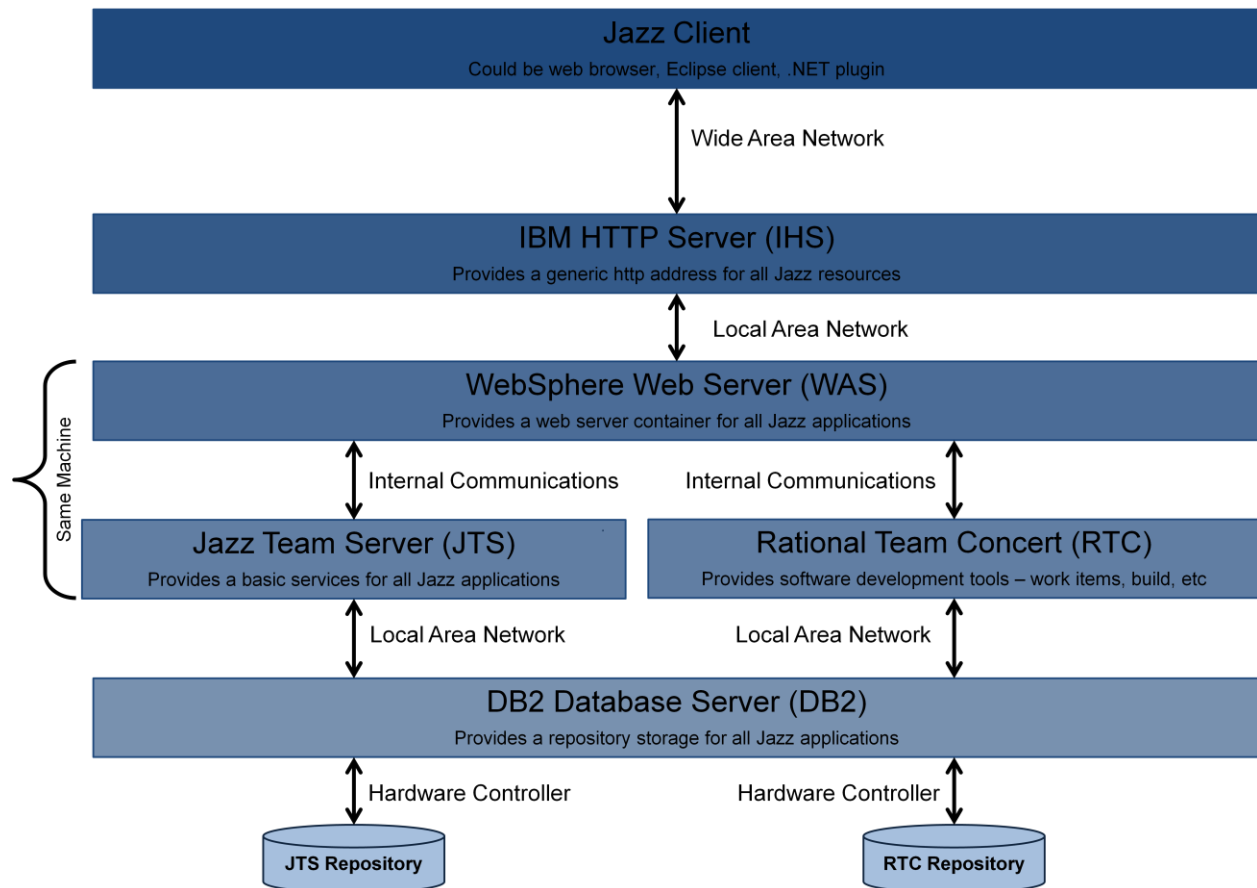 Jazz Client
Could be web browser, Eclipse client, .NET plugin
Wide Area Network
IBM HTTP Server (IHS)
Provides a generic http address for all Jazz resources
Local Area Network
WebSphere Web Server (WAS)
Provides a web server container for all Jazz applications
Same Machine
Internal Communications
Internal Communications
Jazz Team Server (JTS)
Provides a basic services for all Jazz applications
Rational Team Concert (RTC)
Provides software development tools – work items, build, etc
Local Area Network
Local Area Network
DB2 Database Server (DB2)
Provides a repository storage for all Jazz applications
Hardware Controller
Hardware Controller
JTS Repository
RTC Repository